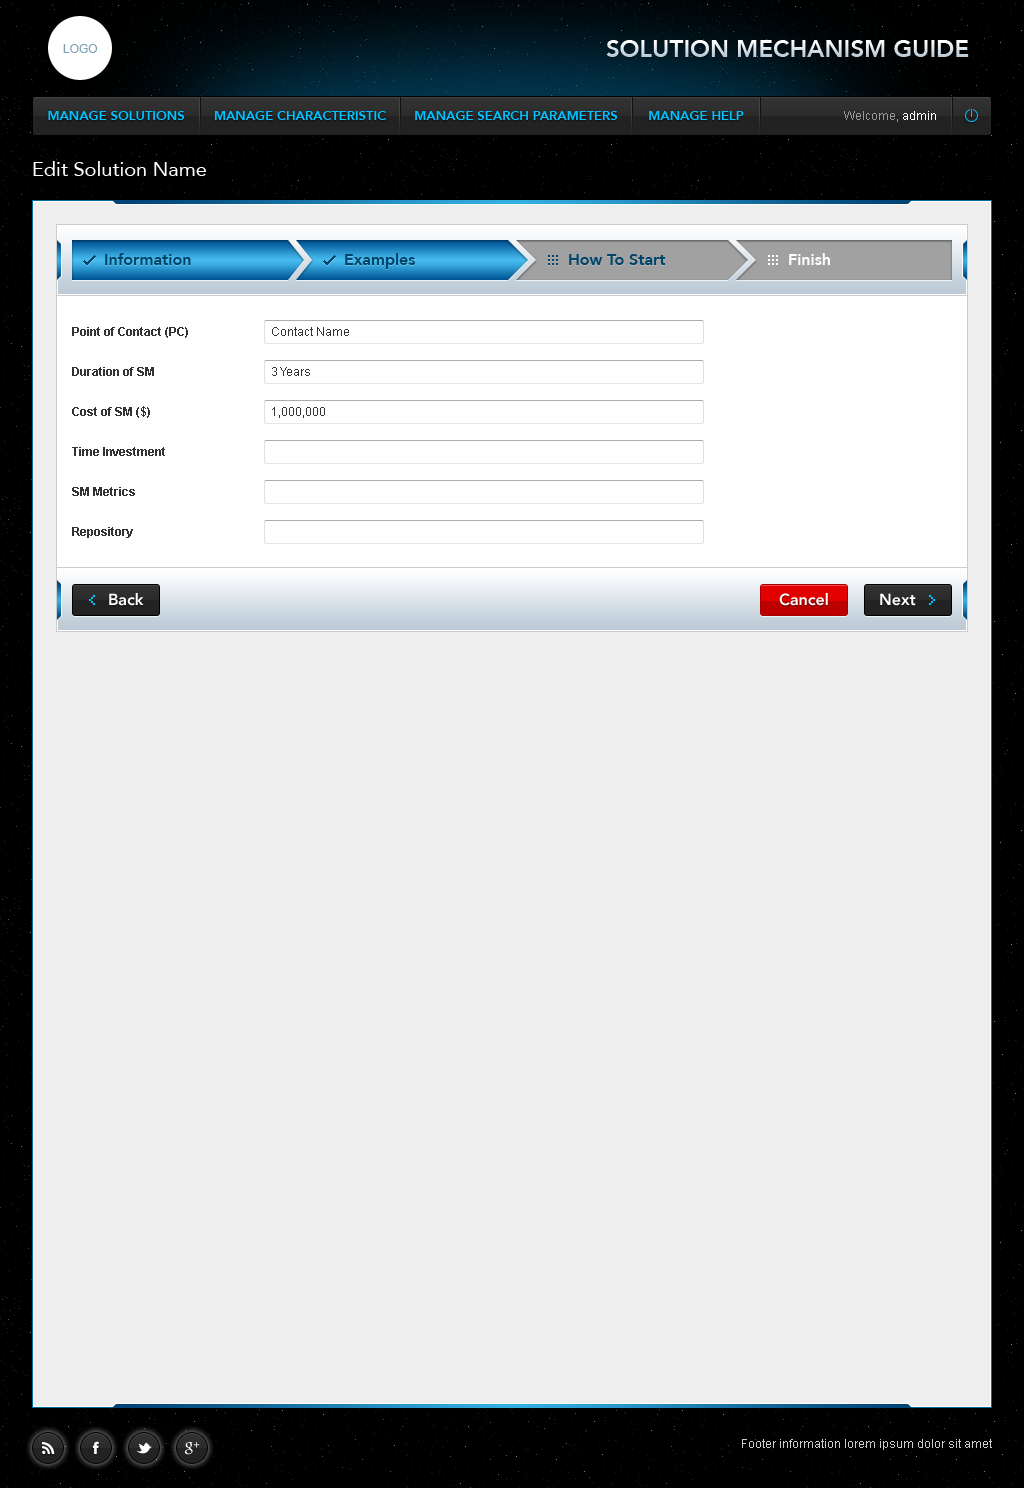 LOGO
SOLUTION MECHANISM GUIDE
MANAGE SOLUTIONS MANAGE CHARACTERISTIC MANAGE SEARCH PARAMETERS MANAGE HELP Welcome, admin
Edit Solution Name
Information Examples How To Start Finish
Point of Contact (PC) Contact Name
Duration of SM 3 Years
Cost of SM ($) 1,000,000
Time Investment
SM Metrics
Repository
Back Cancel Next
f g+ Footer information lorem ipsum dolor sit amet